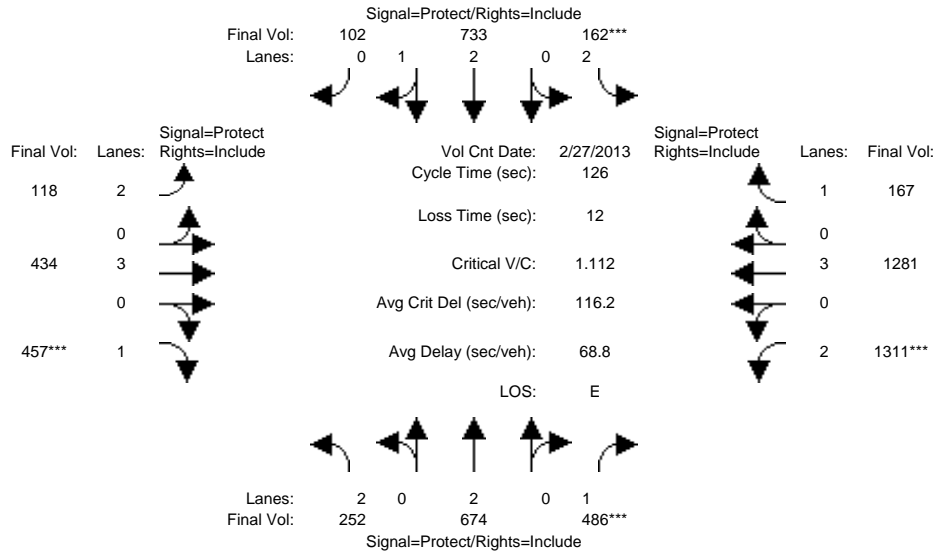 Signal=Protect/Rights=Include
Final Vol: 102 733 162***
Lanes: 0 1 2 0 2
Signal=Protect
Final Vol: Lanes: Rights=Include
Vol Cnt Date: 2/27/2013
Signal=Protect
Rights=Include Lanes: Final Vol:
Cycle Time (sec): 126
118 2
1 167
Loss Time (sec): 12
0
0
434 3
Critical V/C: 1.112
3 1281
0
Avg Crit Del (sec/veh): 116.2
0
457*** 1
Avg Delay (sec/veh): 68.8
2 1311***
LOS: E
Lanes: 2 0 2 0 1
Final Vol: 252 674 486***
Signal=Protect/Rights=Include